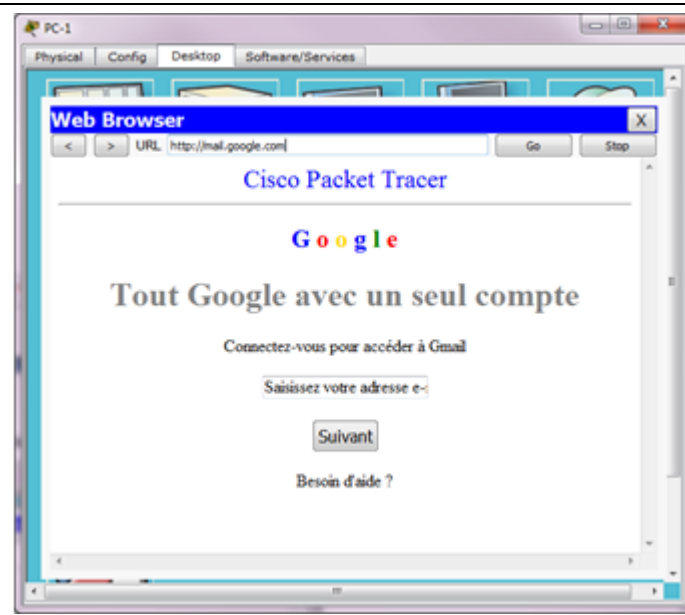 PC-1
Physical Config Desktop Software/Services
Web Browser X
< > URL http://mail.google.com Go Stop
Cisco Packet Tracer
Google
Tout Google avec un seul compte
Connectez-vous pour accéder à Gmail
Saisissez votre adresse e-
Suivant
Besoin d'aide ?